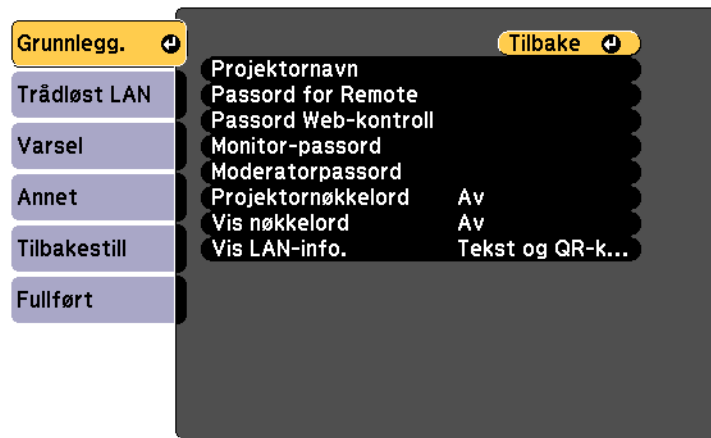 Grunnlegg.
Trådløst LAN
Varsel
Annet
Tilbakestill
Fullført
Tilbake
Projektornavn
Passord for Remote
Passord Web-kontroll
Monitor-passord
Moderatorpassord
Projektornøkkelord Av
Vis nøkkelord Av
Vis LAN-info. Tekst og QR-k...